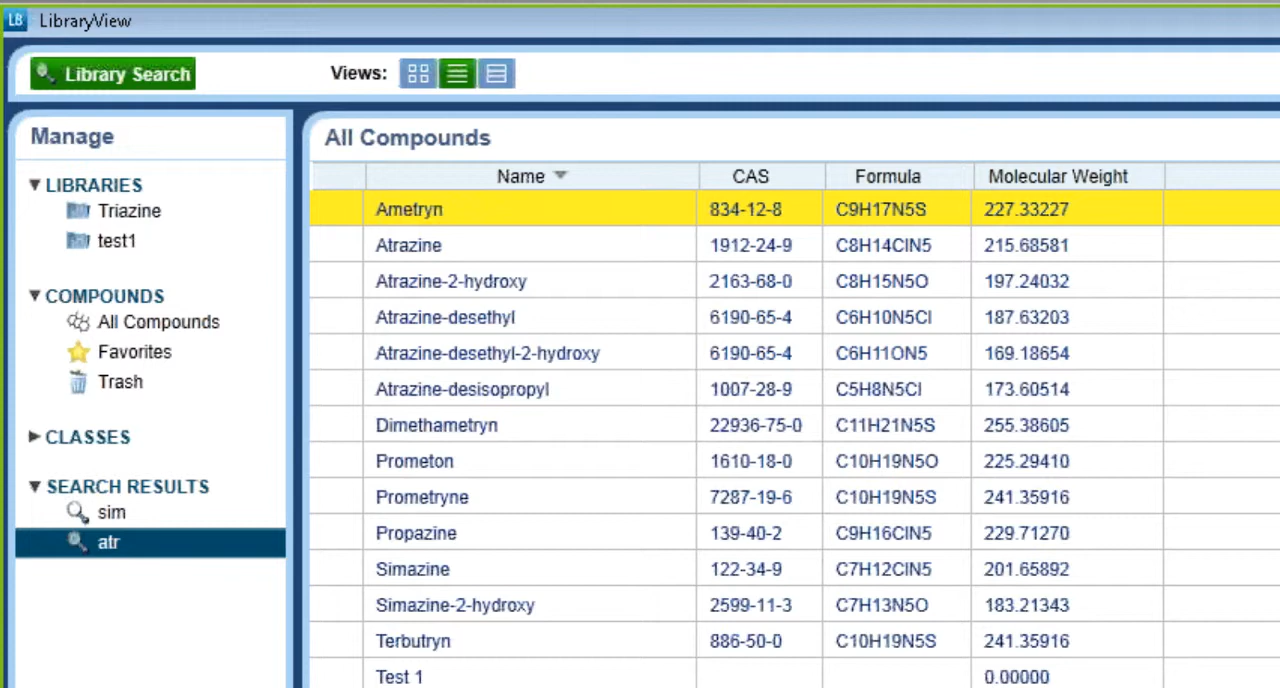 LB LibraryView
Library Search Views:
Manage
▼ LIBRARIES
Triazine
test1
▼ COMPOUNDS
All Compounds
Favorites
Trash
▶ CLASSES
▼ SEARCH RESULTS
sim
atr
All Compounds
Name CAS Formula Molecular Weight
Ametryn 834-12-8 C9H17N5S 227.33227
Atrazine 1912-24-9 C8H14ClN5 215.68581
Atrazine-2-hydroxy 2163-68-0 C8H15N5O 197.24032
Atrazine-desethyl 6190-65-4 C6H10N5Cl 187.63203
Atrazine-desethyl-2-hydroxy 6190-65-4 C6H11ON5 169.18654
Atrazine-desisopropyl 1007-28-9 C5H8N5Cl 173.60514
Dimethametryn 22936-75-0 C11H21N5S 255.38605
Prometon 1610-18-0 C10H19N5O 225.29410
Prometryne 7287-19-6 C10H19N5S 241.35916
Propazine 139-40-2 C9H16ClN5 229.71270
Simazine 122-34-9 C7H12ClN5 201.65892
Simazine-2-hydroxy 2599-11-3 C7H13N5O 183.21343
Terbutryn 886-50-0 C10H19N5S 241.35916
Test 1 0.00000